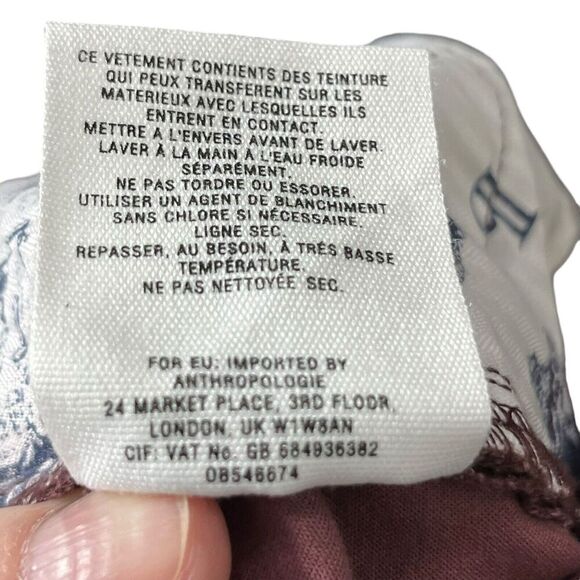 CE VETEMENT CONTIENTS DES TEINTURE
QUI PEUX TRANSFERENT SUR LES
MATERIEUX AVEC LESQUELLES ILS
ENTRENT EN CONTACT.
METTRE A L'ENVERS AVANT DE LAVER.
LAVER À LA MAIN À L'EAU FROIDE
SÉPARÉMENT.
NE PAS TORDRE OU ESSORER.
UTILISER UN AGENT DE BLANCHIMENT
SANS CHLORE SI NÉCESSAIRE.
LIGNE SEC.
REPASSER, AU BESOIN, À TRÈS BASSE
TEMPÉRATURE.
NE PAS NETTOYÉE SEC.
FOR EU: IMPORTED BY
ANTHROPOLOGIE
24 MARKET PLACE, 3RD FLOOR,
LONDON, UK W1W8AN
CIF: VAT No. GB 684936382
08546674